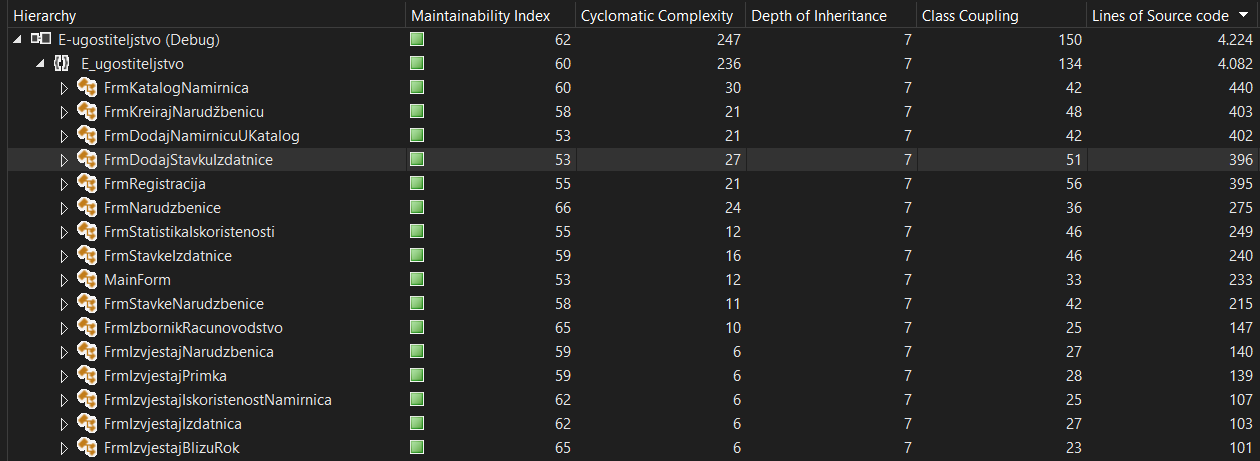 Hierarchy Maintainability Index Cyclomatic Complexity Depth of Inheritance Class Coupling Lines of Source code
E-ugostiteljstvo (Debug) 62 247 7 150 4.224
E_ugostiteljstvo 60 236 7 134 4.082
FrmKatalogNamirnica 60 30 7 42 440
FrmKreirajNarudžbenicu 58 21 7 48 403
FrmDodajNamirnicuUKatalog 53 21 7 42 402
FrmDodajStavkuIzdatnice 53 27 7 51 396
FrmRegistracija 55 21 7 56 395
FrmNarudzbenice 66 24 7 36 275
FrmStatistikaIskoristenosti 55 12 7 46 249
FrmStavkeIzdatnice 59 16 7 46 240
MainForm 53 12 7 33 233
FrmStavkeNarudzbenice 58 11 7 42 215
FrmIzbornikRacunovodstvo 65 10 7 25 147
FrmIzvjestajNarudzbenica 59 6 7 27 140
FrmIzvjestajPrimka 59 6 7 28 139
FrmIzvjestajIskoristenostNamirnica 62 6 7 25 107
FrmIzvjestajIzdatnica 62 6 7 27 103
FrmIzvjestajBlizuRok 65 6 7 23 101